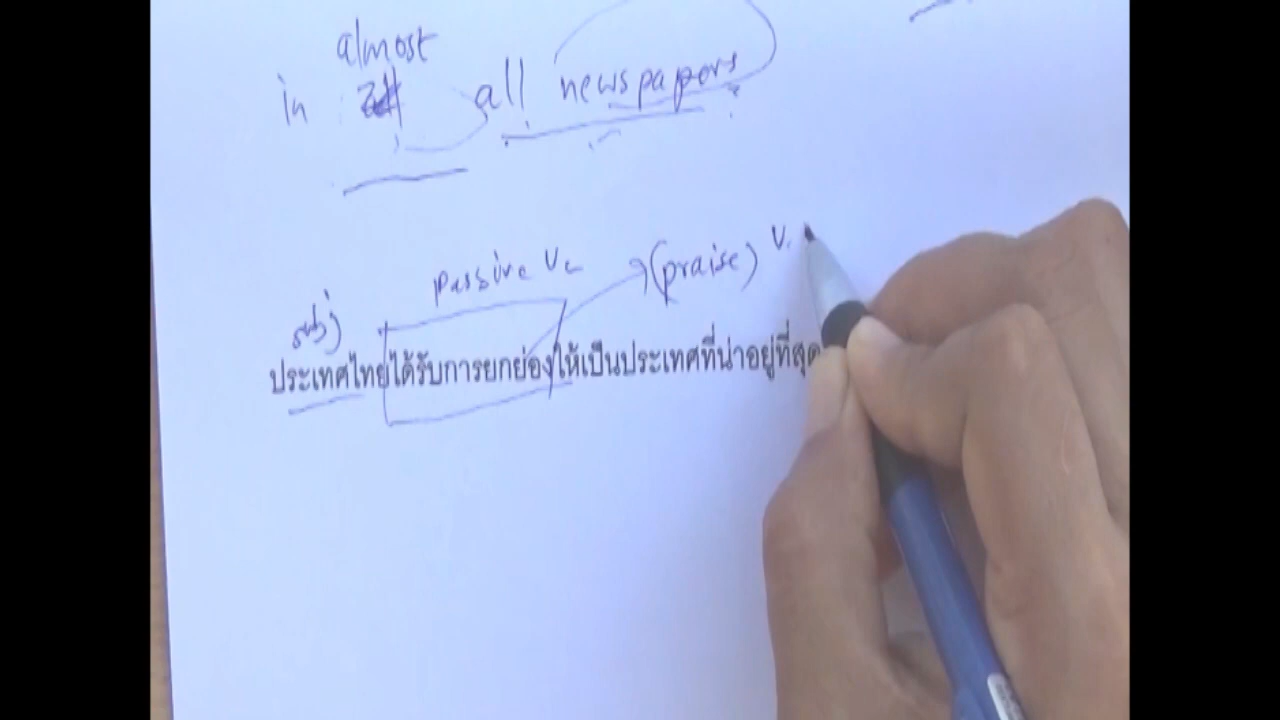 almost
in all newspapers
passive Vc (praise) V.
subj
ประเทศไทยได้รับการยกย่องให้เป็นประเทศที่น่าอยู่ที่สุด